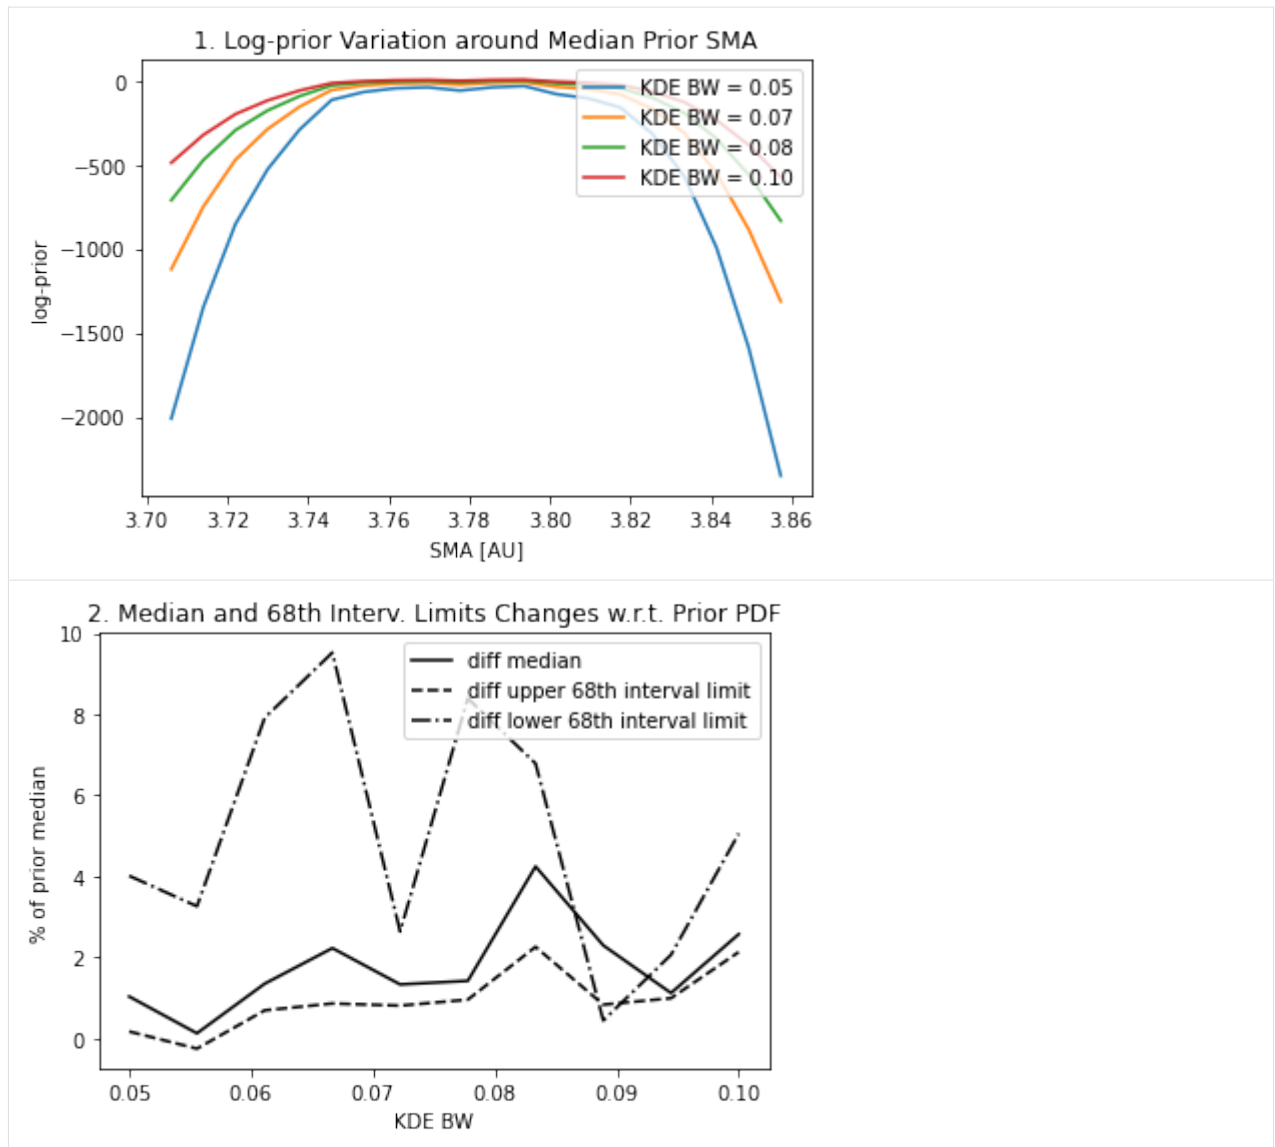 1. Log-prior Variation around Median Prior SMA
0
−500
−1000
−1500
−2000
log-prior
KDE BW = 0.05
KDE BW = 0.07
KDE BW = 0.08
KDE BW = 0.10
3.70 3.72 3.74 3.76 3.78 3.80 3.82 3.84 3.86
SMA [AU]
2. Median and 68th Interv. Limits Changes w.r.t. Prior PDF
10
8
6
4
2
0
% of prior median
diff median
diff upper 68th interval limit
diff lower 68th interval limit
0.05 0.06 0.07 0.08 0.09 0.10
KDE BW